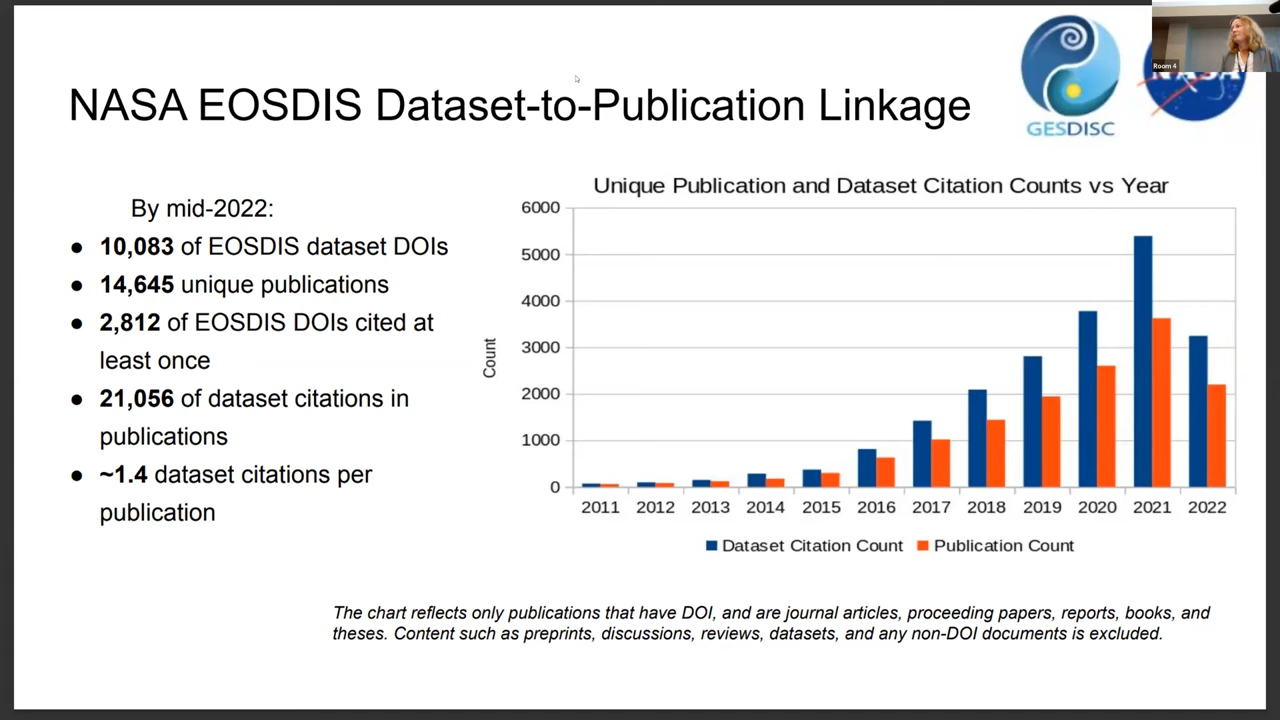 NASA EOSDIS Dataset-to-Publication Linkage
GESDISC
NASA
Room 4
By mid-2022:
● 10,083 of EOSDIS dataset DOIs
● 14,645 unique publications
● 2,812 of EOSDIS DOIs cited at
least once
● 21,056 of dataset citations in
publications
● ~1.4 dataset citations per
publication
Unique Publication and Dataset Citation Counts vs Year
Count
6000
5000
4000
3000
2000
1000
0
2011 2012 2013 2014 2015 2016 2017 2018 2019 2020 2021 2022
Dataset Citation Count Publication Count
The chart reflects only publications that have DOI, and are journal articles, proceeding papers, reports, books, and
theses. Content such as preprints, discussions, reviews, datasets, and any non-DOI documents is excluded.